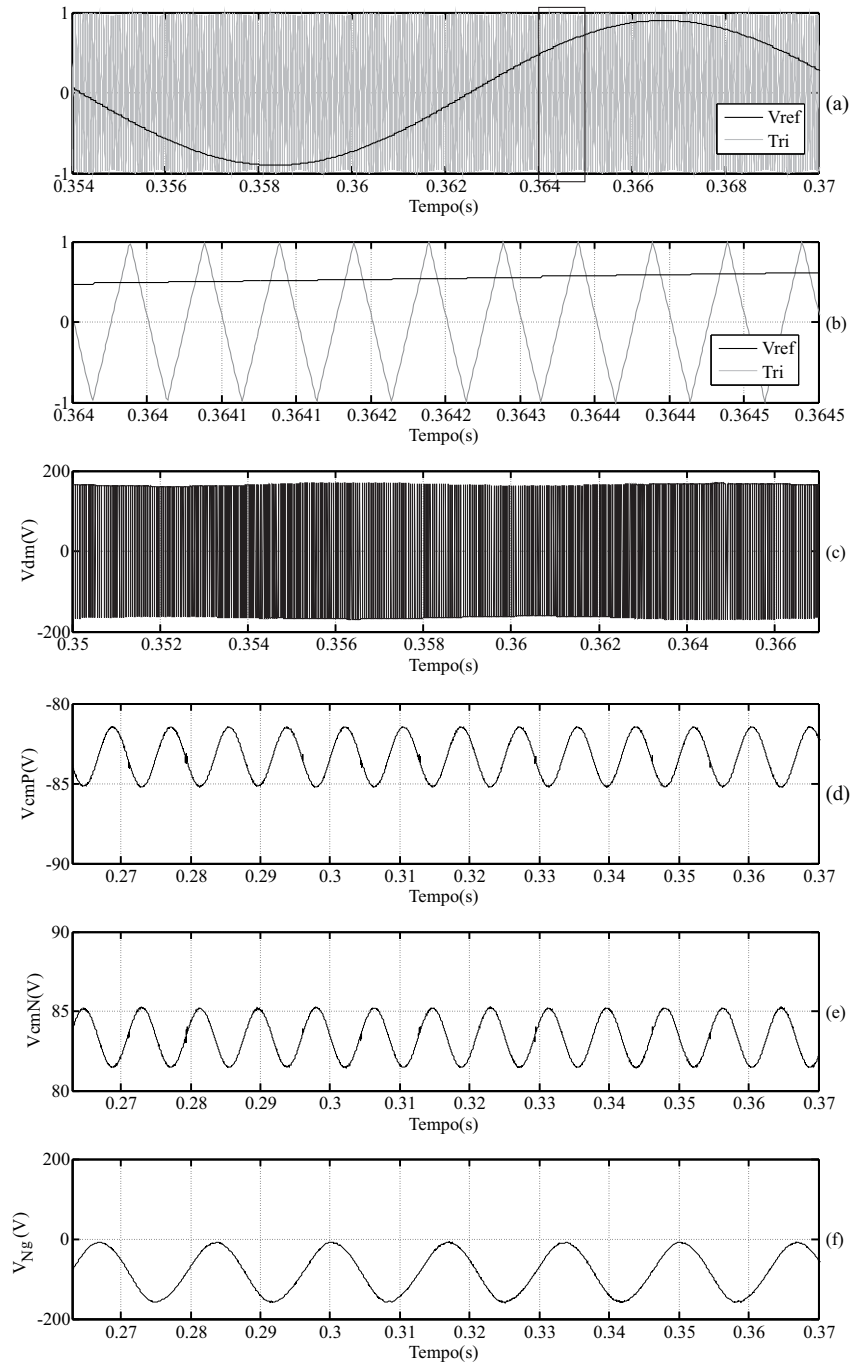 1
0
-1
Vref
Tri
(a)
0.354 0.356 0.358 0.36 0.362 0.364 0.366 0.368 0.37
Tempo(s)
1
0
-1
Vref
Tri
(b)
0.364 0.364 0.3641 0.3641 0.3642 0.3642 0.3643 0.3644 0.3644 0.3645 0.3645
Tempo(s)
Vdm(V)
200
0
-200
(c)
0.35 0.352 0.354 0.356 0.358 0.36 0.362 0.364 0.366
Tempo(s)
VcmP(V)
-80
-85
-90
(d)
0.27 0.28 0.29 0.3 0.31 0.32 0.33 0.34 0.35 0.36 0.37
Tempo(s)
VcmN(V)
90
85
80
(e)
0.27 0.28 0.29 0.3 0.31 0.32 0.33 0.34 0.35 0.36 0.37
Tempo(s)
VNg(V)
200
0
-200
(f)
0.27 0.28 0.29 0.3 0.31 0.32 0.33 0.34 0.35 0.36 0.37
Tempo(s)